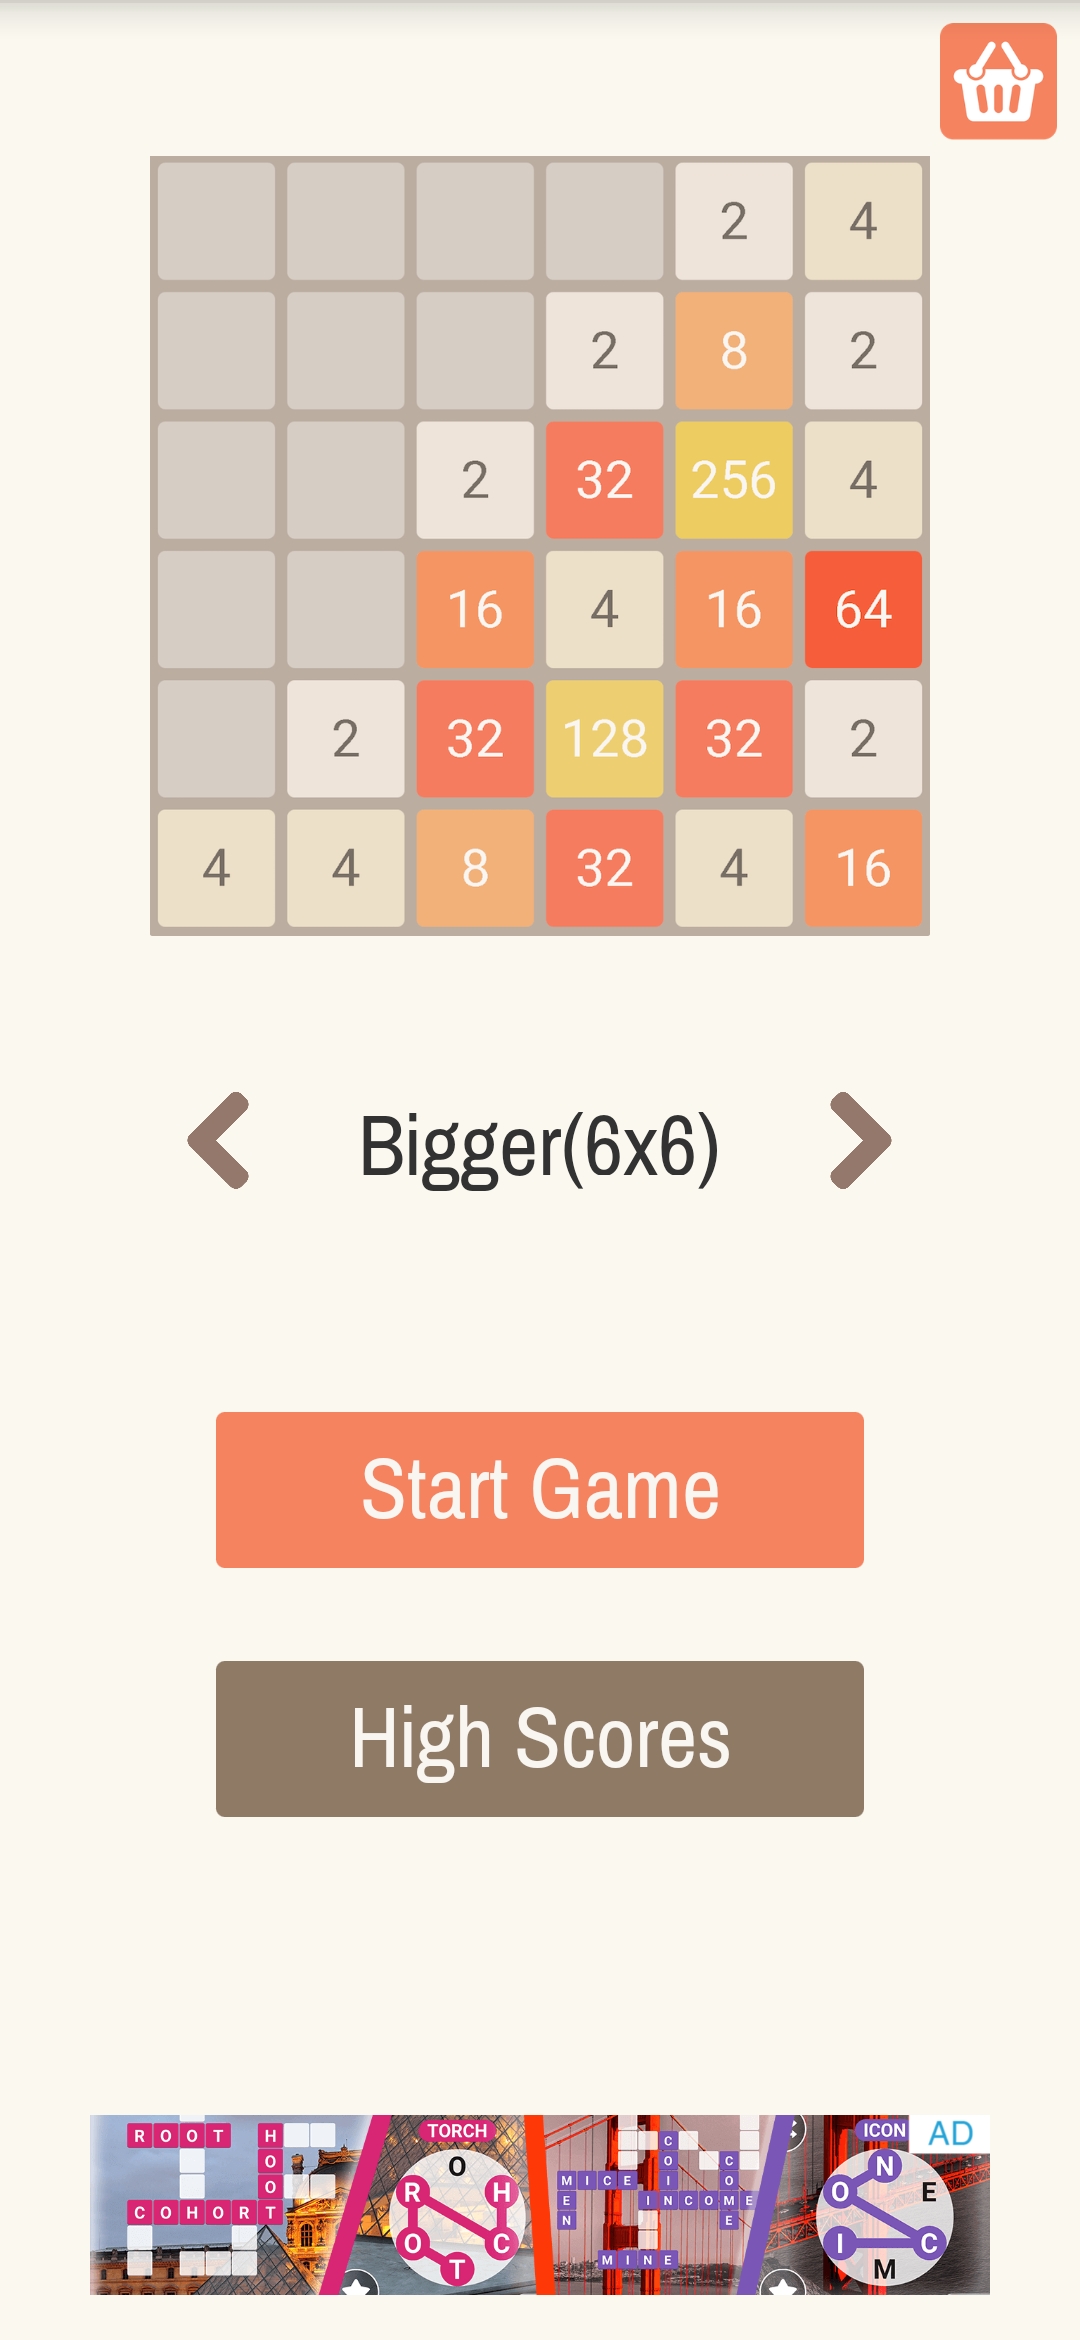 2 4
2 8 2
2 32 256 4
16 4 16 64
2 32 128 32 2
4 4 8 32 4 16
Bigger(6x6)
Start Game
High Scores
ROOT
HOOT
COHORT
TORCH
O
R H
O C
T
MICE
MEN
COIN
INCOME
COME
MINE
ICON
AD
N
O E
I C
M